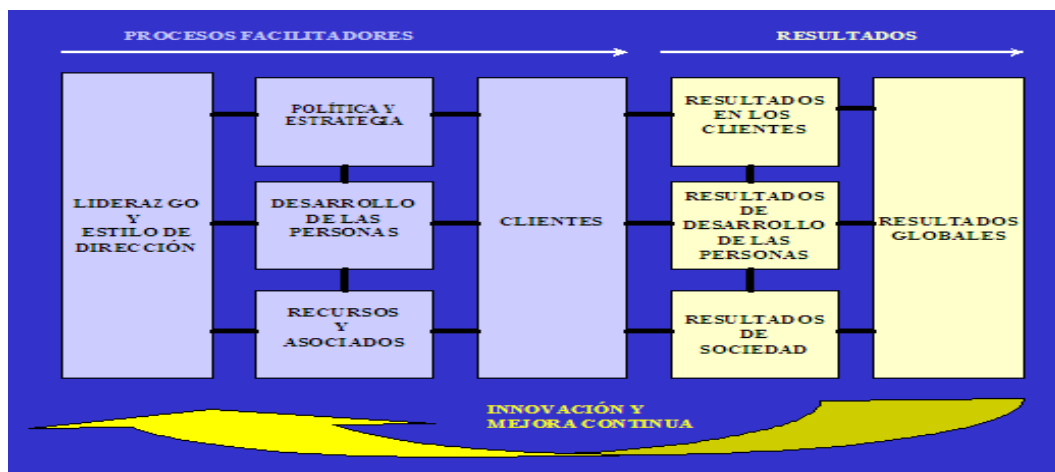 PROCESOS FACILITADORES
RESULTADOS
LIDERAZGO
Y
ESTILO DE
DIRECCIÓN
POLÍTICA Y
ESTRATEGIA
DESARROLLO
DE LAS
PERSONAS
RECURSOS
Y
ASOCIADOS
CLIENTES
RESULTADOS
EN LOS
CLIENTES
RESULTADOS
DE
DESARROLLO
DE LAS
PERSONAS
RESULTADOS
DE
SOCIEDAD
RESULTADOS
GLOBALES
INNOVACIÓN Y
MEJORA CONTINUA